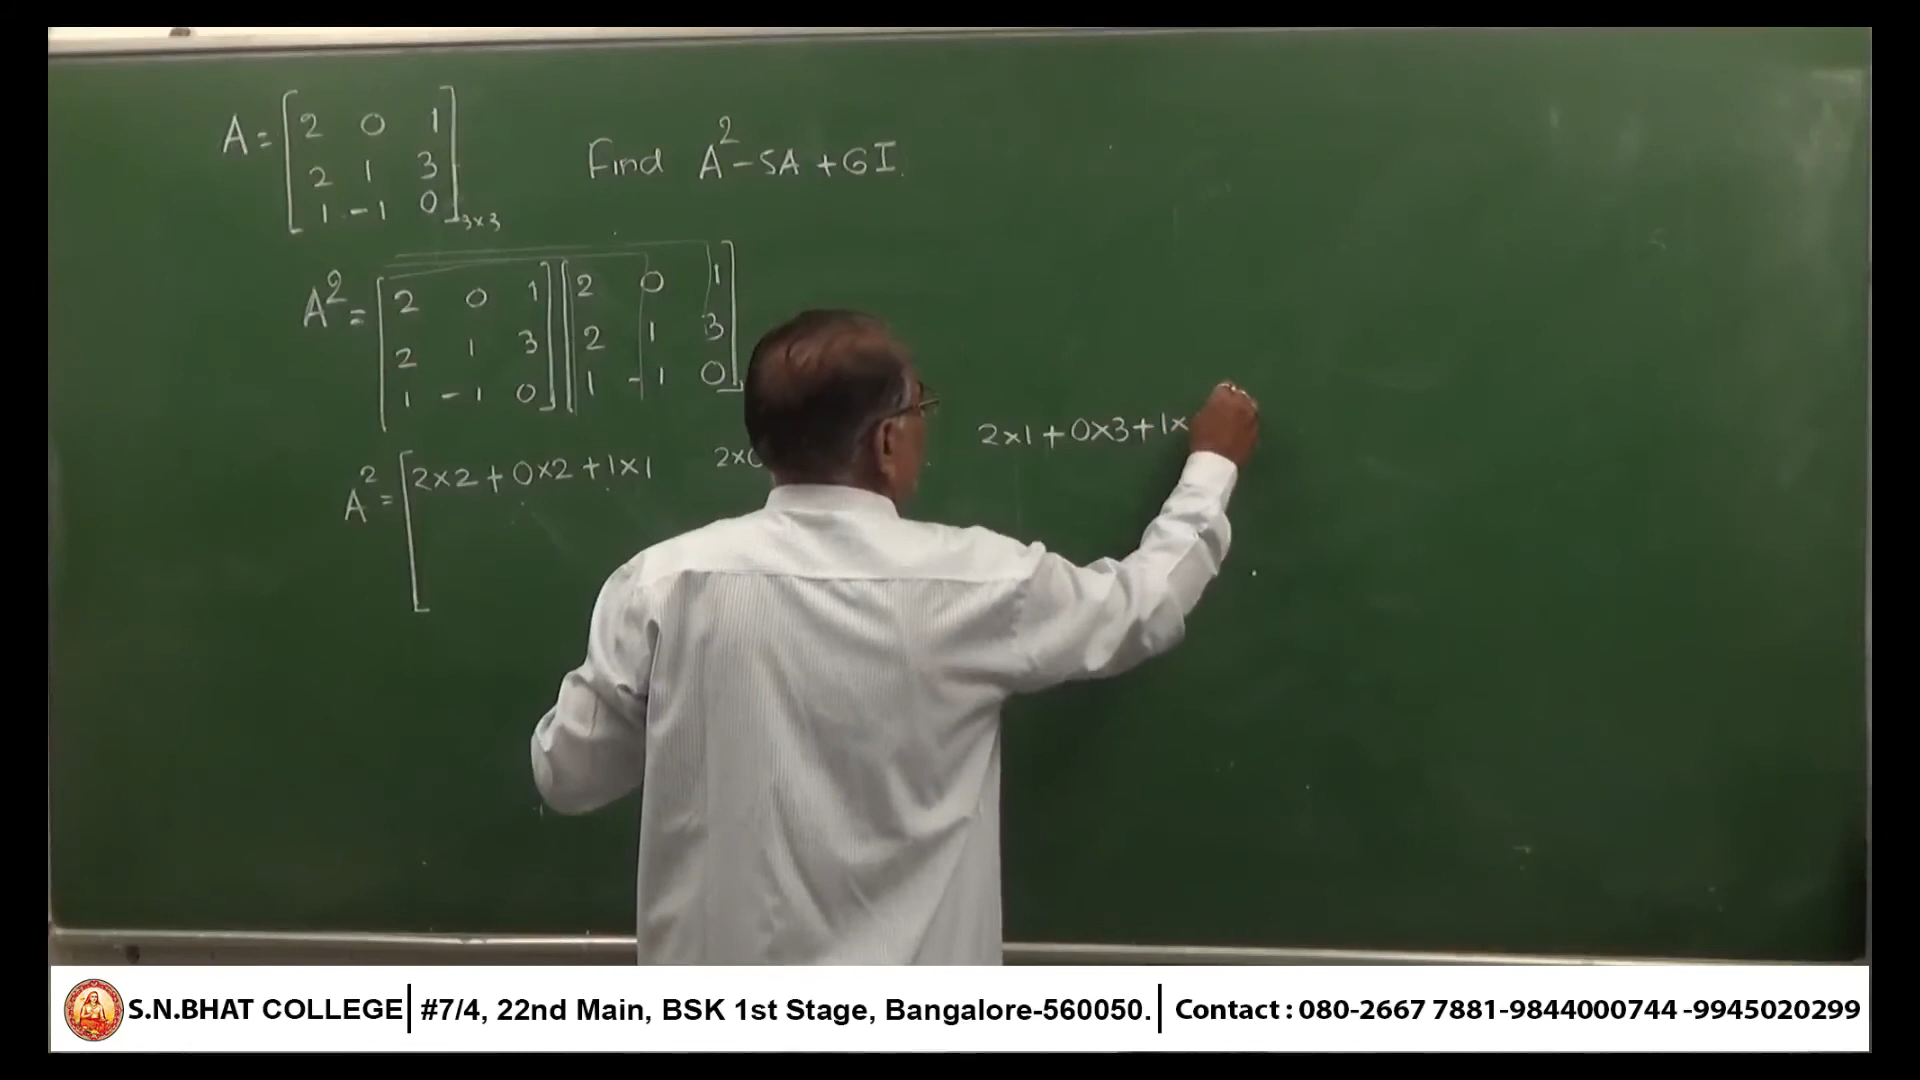 A = [ 2 0 1
2 1 3
1 -1 0 ]3×3
Find A² - 5A + 6I.
A² = [ 2 0 1 ] [ 2 0 1 ]
2 1 3 2 1 3
1 -1 0 1 -1 0
A² = [ 2×2 + 0×2 + 1×1 2×0 2×1 + 0×3 + 1×
S.N.BHAT COLLEGE | #7/4, 22nd Main, BSK 1st Stage, Bangalore-560050. | Contact : 080-2667 7881-9844000744 -9945020299